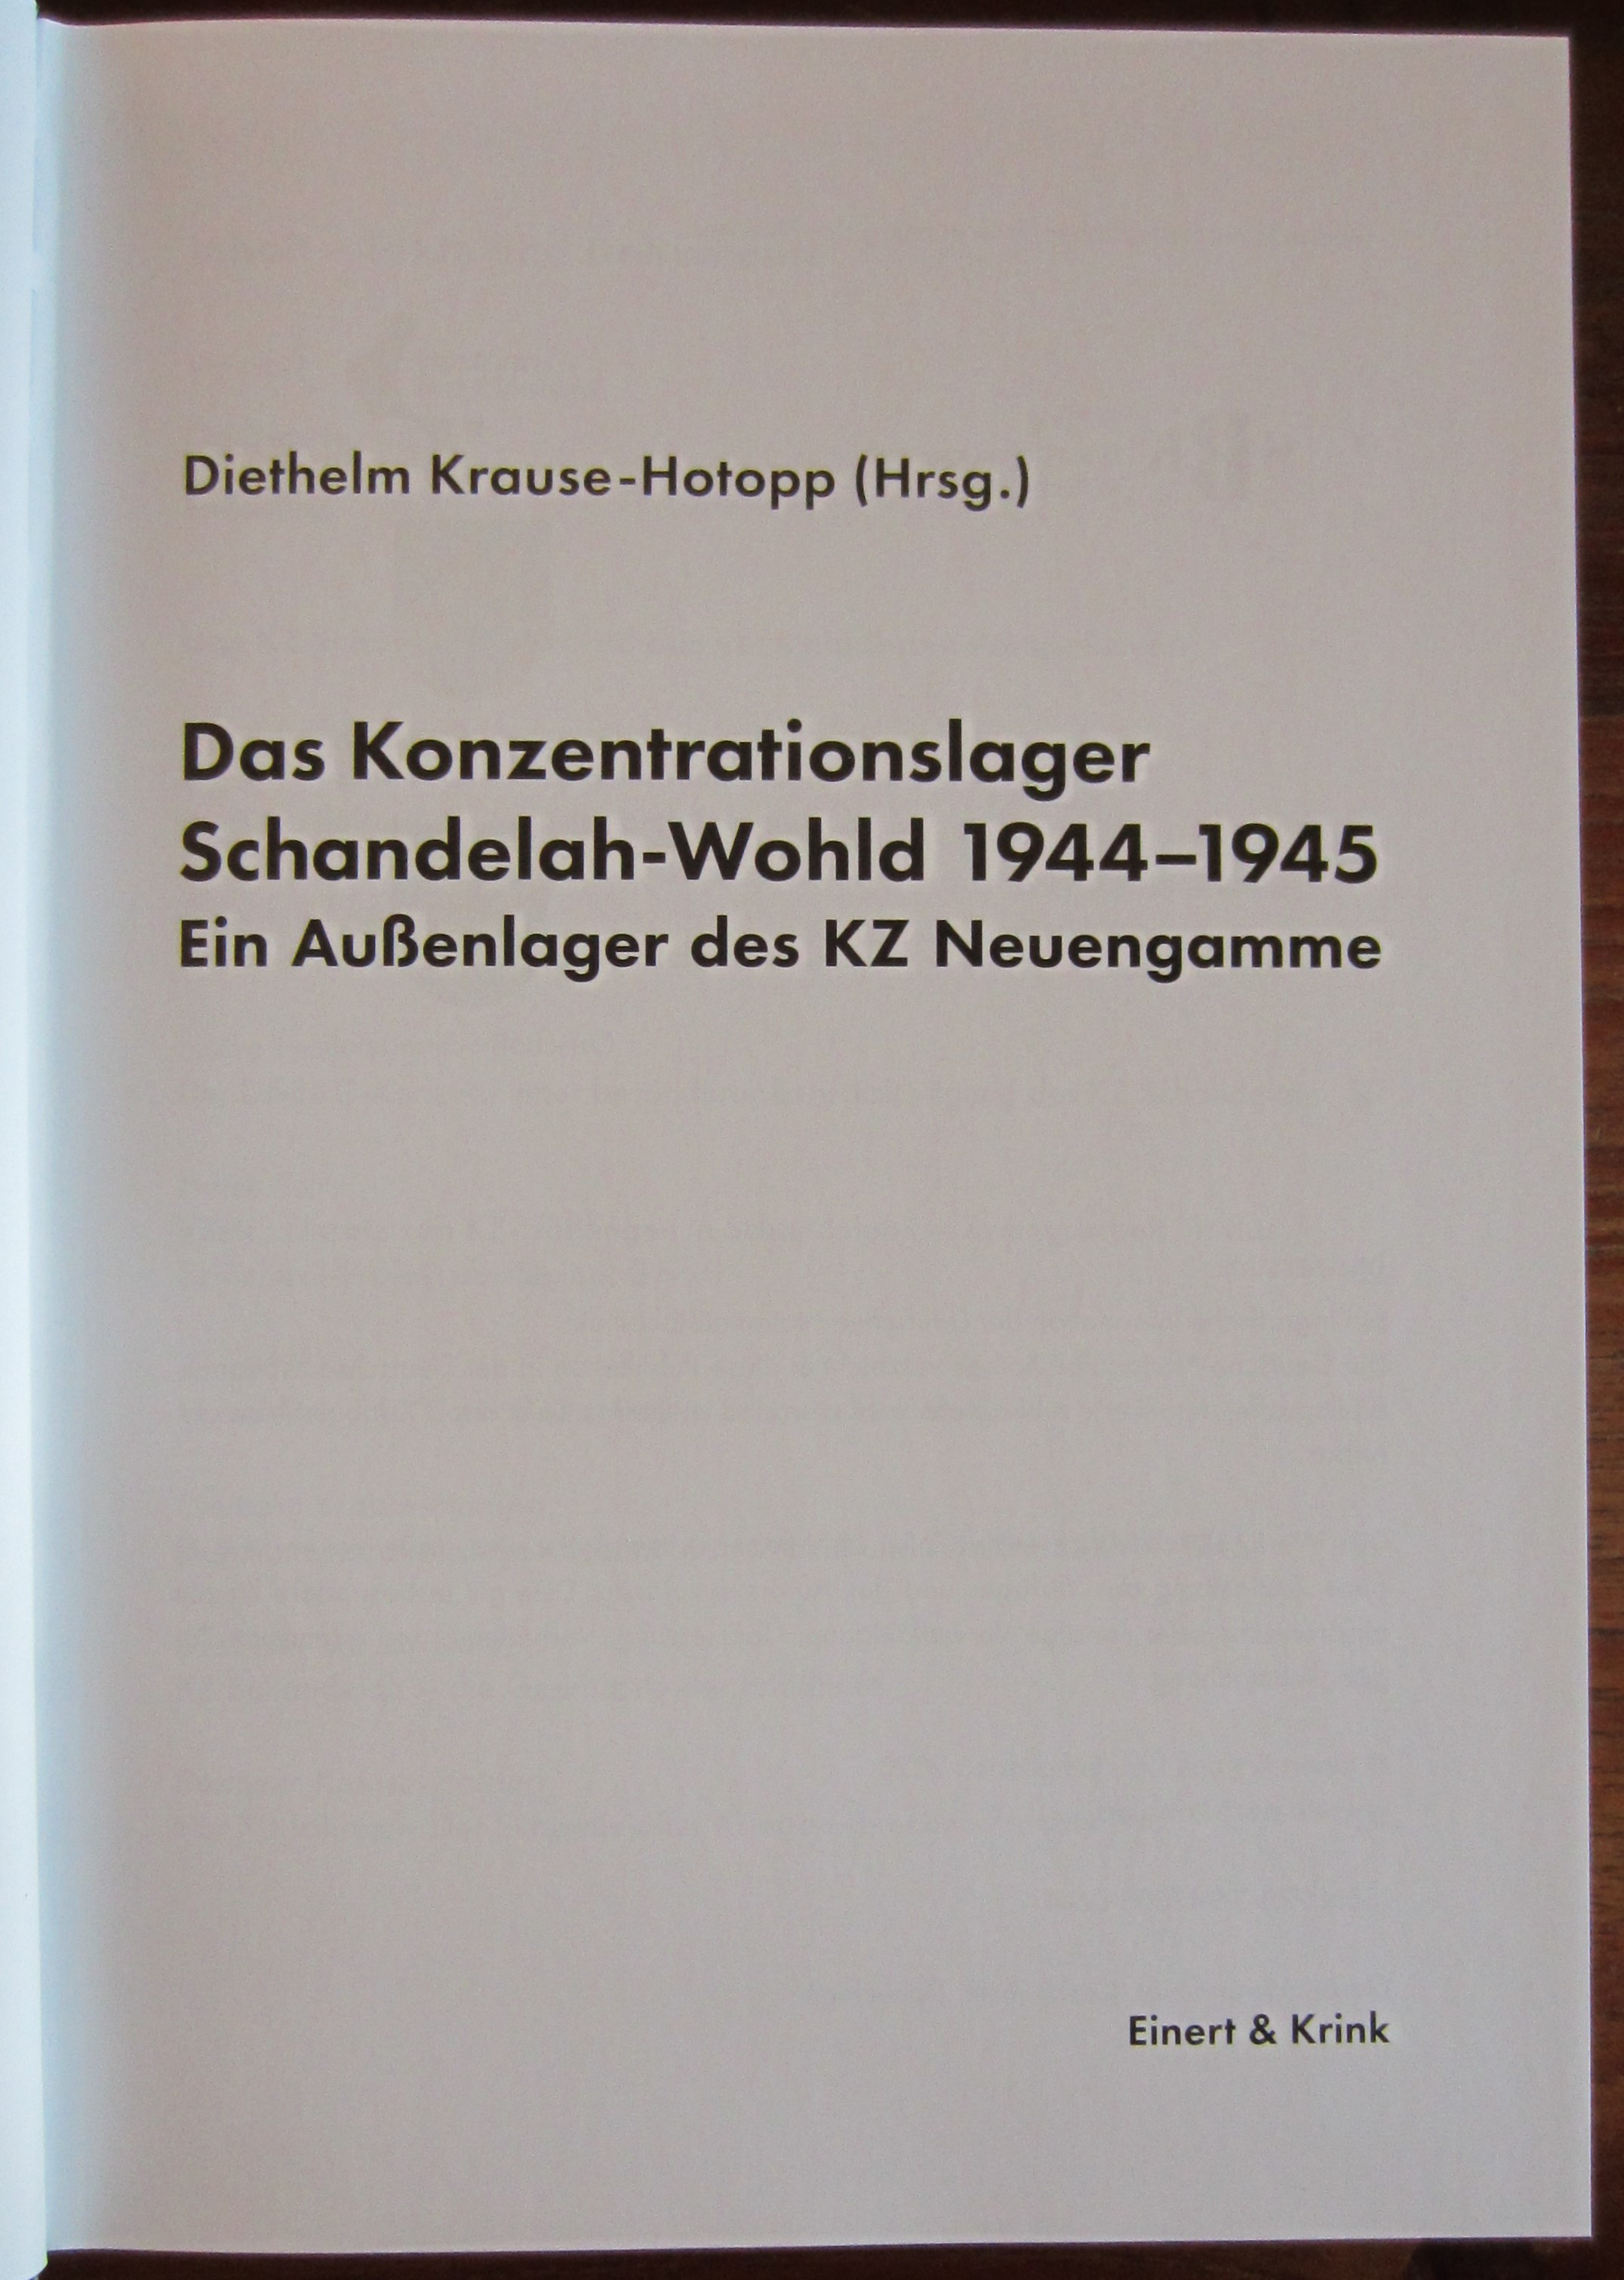 Diethelm Krause-Hotopp (Hrsg.)
Das Konzentrationslager
Schandelah-Wohld 1944–1945
Ein Außenlager des KZ Neuengamme
Einert & Krink